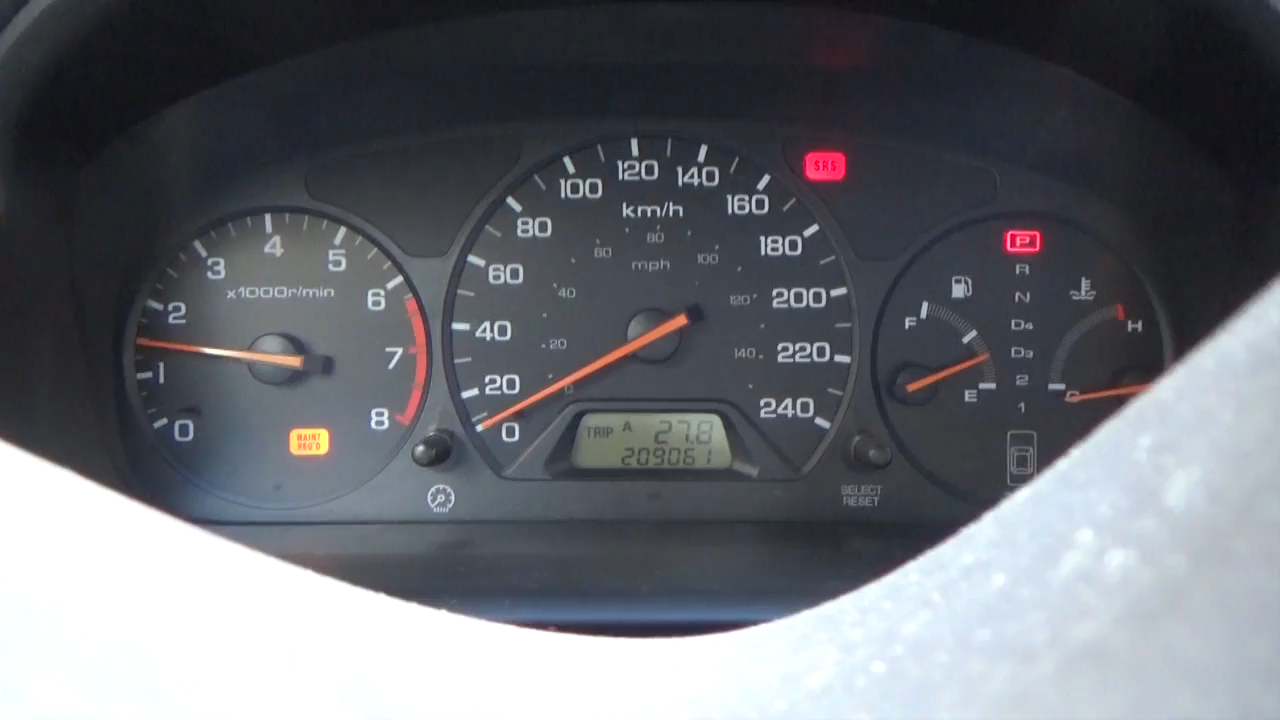 SRS
0
1
2
3
4
5
6
7
8
x1000r/min
MAINT
REQ'D
0
20
40
60
80
100
120
140
160
180
200
220
240
km/h
20
40
60
80
100
120
140
mph
TRIP A 27.8
209061
SELECT
RESET
F
E
P
R
N
D4
D3
2
1
H
C